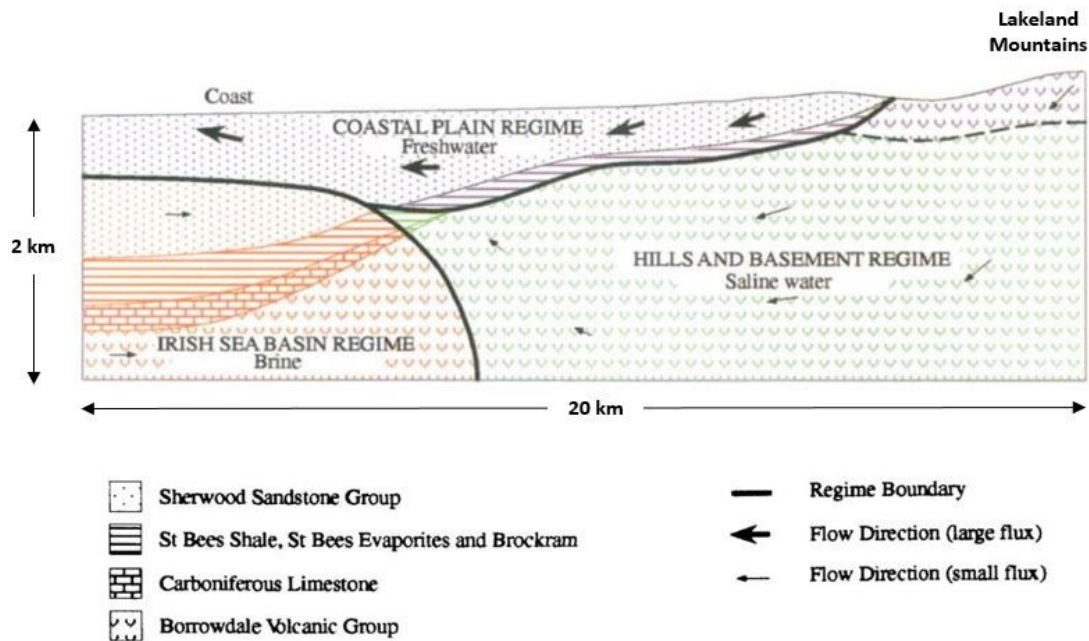 Lakeland
Mountains
Coast
COASTAL PLAIN REGIME
Freshwater
2 km
HILLS AND BASEMENT REGIME
Saline water
IRISH SEA BASIN REGIME
Brine
20 km
Sherwood Sandstone Group
St Bees Shale, St Bees Evaporites and Brockram
Carboniferous Limestone
Borrowdale Volcanic Group
Regime Boundary
Flow Direction (large flux)
Flow Direction (small flux)